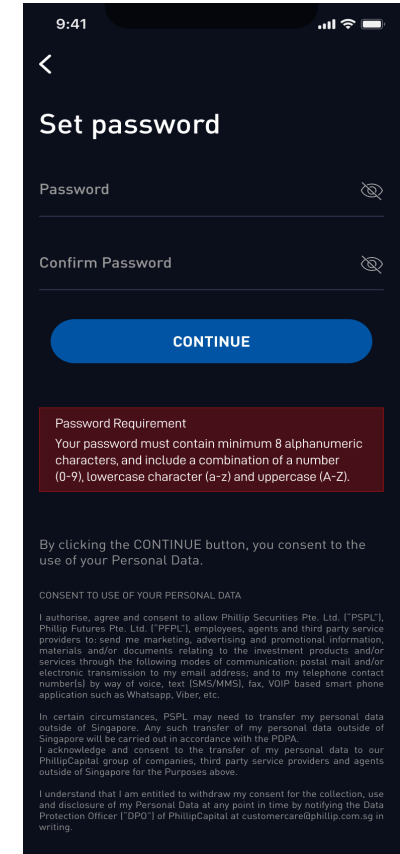 9:41
Set password
Password
Confirm Password
CONTINUE
Password Requirement
Your password must contain minimum 8 alphanumeric
characters, and include a combination of a number
(0-9), lowercase character (a-z) and uppercase (A-Z).
By clicking the CONTINUE button, you consent to the
use of your Personal Data.
CONSENT TO USE OF YOUR PERSONAL DATA
I authorise, agree and consent to allow Phillip Securities Pte. Ltd. ("PSPL"),
Phillip Futures Pte. Ltd. ("PFPL"), employees, agents and third party service
providers to: send me marketing, advertising and promotional information,
materials and/or documents relating to the investment products and/or
services through the following modes of communication: postal mail and/or
electronic transmission to my email address; and to my telephone contact
number(s) by way of voice, text (SMS/MMS), fax, VOIP based smart phone
application such as Whatsapp, Viber, etc.
In certain circumstances, PSPL may need to transfer my personal data
outside of Singapore. Any such transfer of my personal data outside of
Singapore will be carried out in accordance with the PDPA.
I acknowledge and consent to the transfer of my personal data to our
PhillipCapital group of companies, third party service providers and agents
outside of Singapore for the Purposes above.
I understand that I am entitled to withdraw my consent for the collection, use
and disclosure of my Personal Data at any point in time by notifying the Data
Protection Officer ("DPO") of PhillipCapital at customercare@phillip.com.sg in
writing.